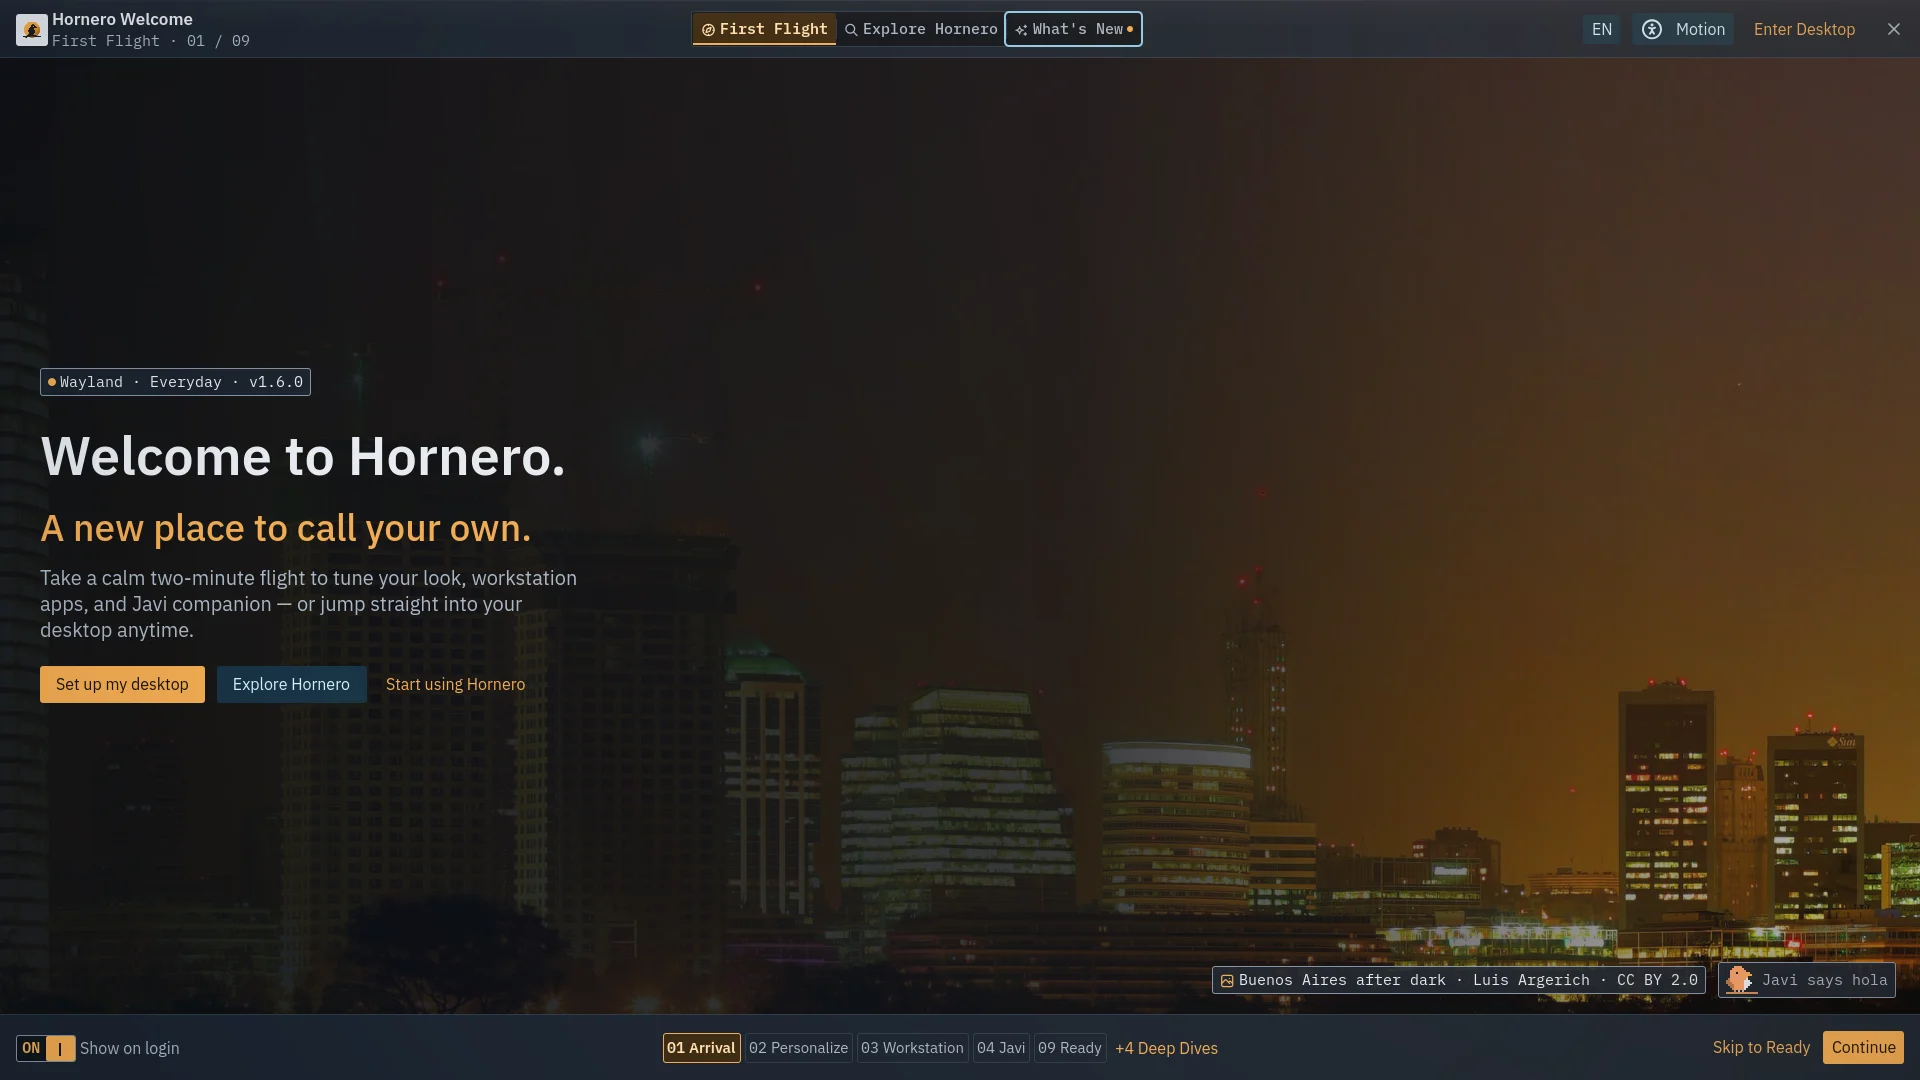 Hornero Welcome
First Flight · 01 / 09
First Flight
Explore Hornero
What's New
EN
Motion
Enter Desktop
Wayland · Everyday · v1.6.0
Welcome to Hornero.
A new place to call your own.
Take a calm two-minute flight to tune your look, workstation
apps, and Javi companion — or jump straight into your
desktop anytime.
Set up my desktop
Explore Hornero
Start using Hornero
Sun
Buenos Aires after dark · Luis Argerich · CC BY 2.0
Javi says hola
ON
Show on login
01 Arrival
02 Personalize
03 Workstation
04 Javi
09 Ready
+4 Deep Dives
Skip to Ready
Continue